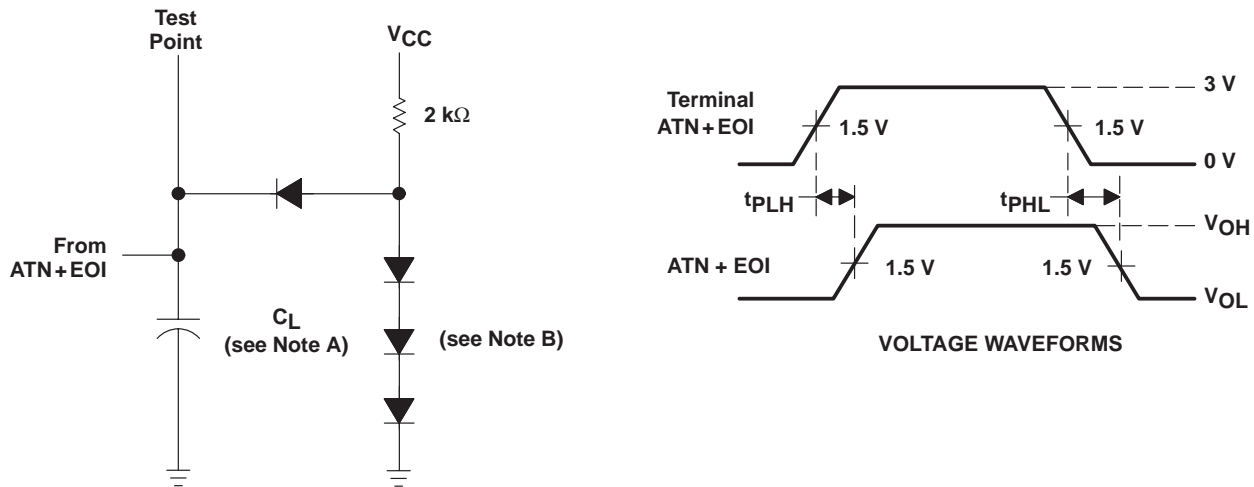 Test
Point
VCC
2 kΩ
From
ATN+EOI
CL
(see Note A)
(see Note B)
Terminal
ATN+EOI
1.5 V
1.5 V
3 V
0 V
tPLH
tPHL
VOH
ATN + EOI
1.5 V
1.5 V
VOL
VOLTAGE WAVEFORMS